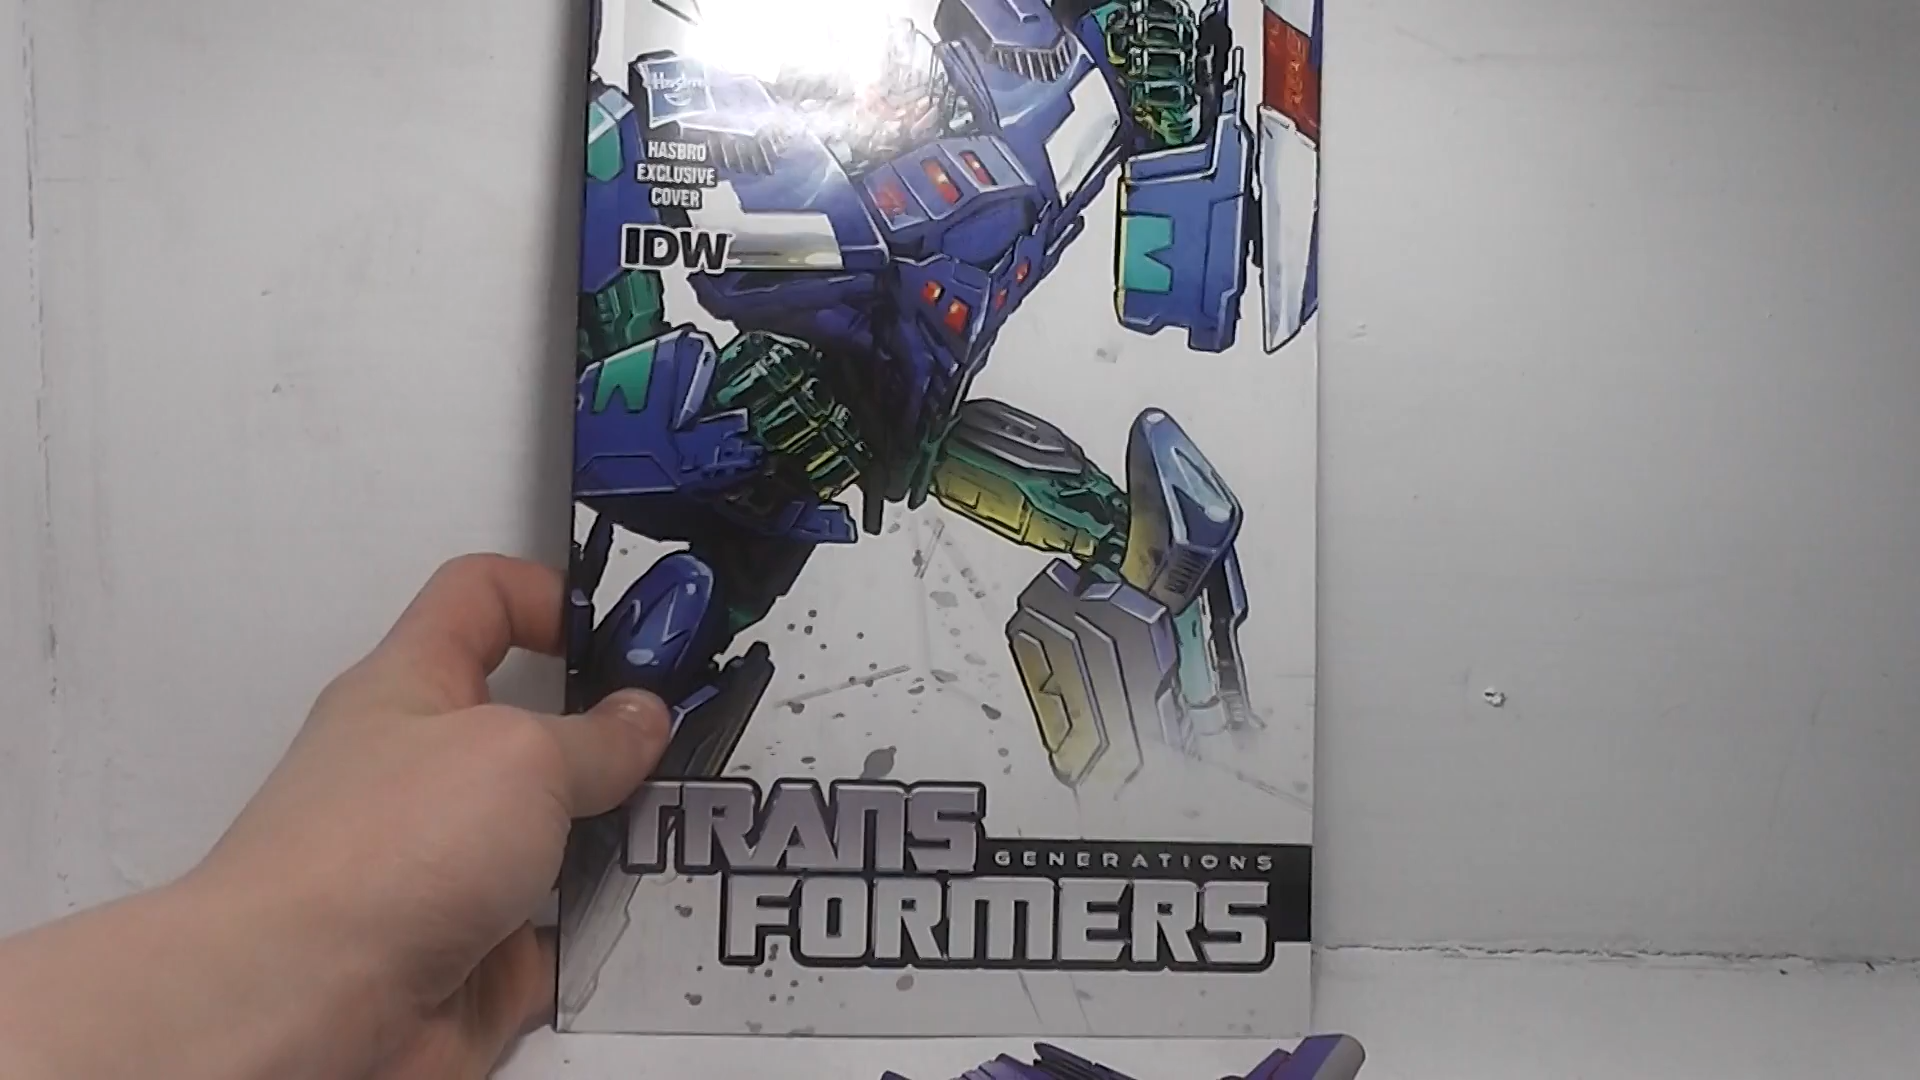 Hasbro
HASBRO
EXCLUSIVE
COVER
IDW
TRANS
GENERATIONS
FORMERS